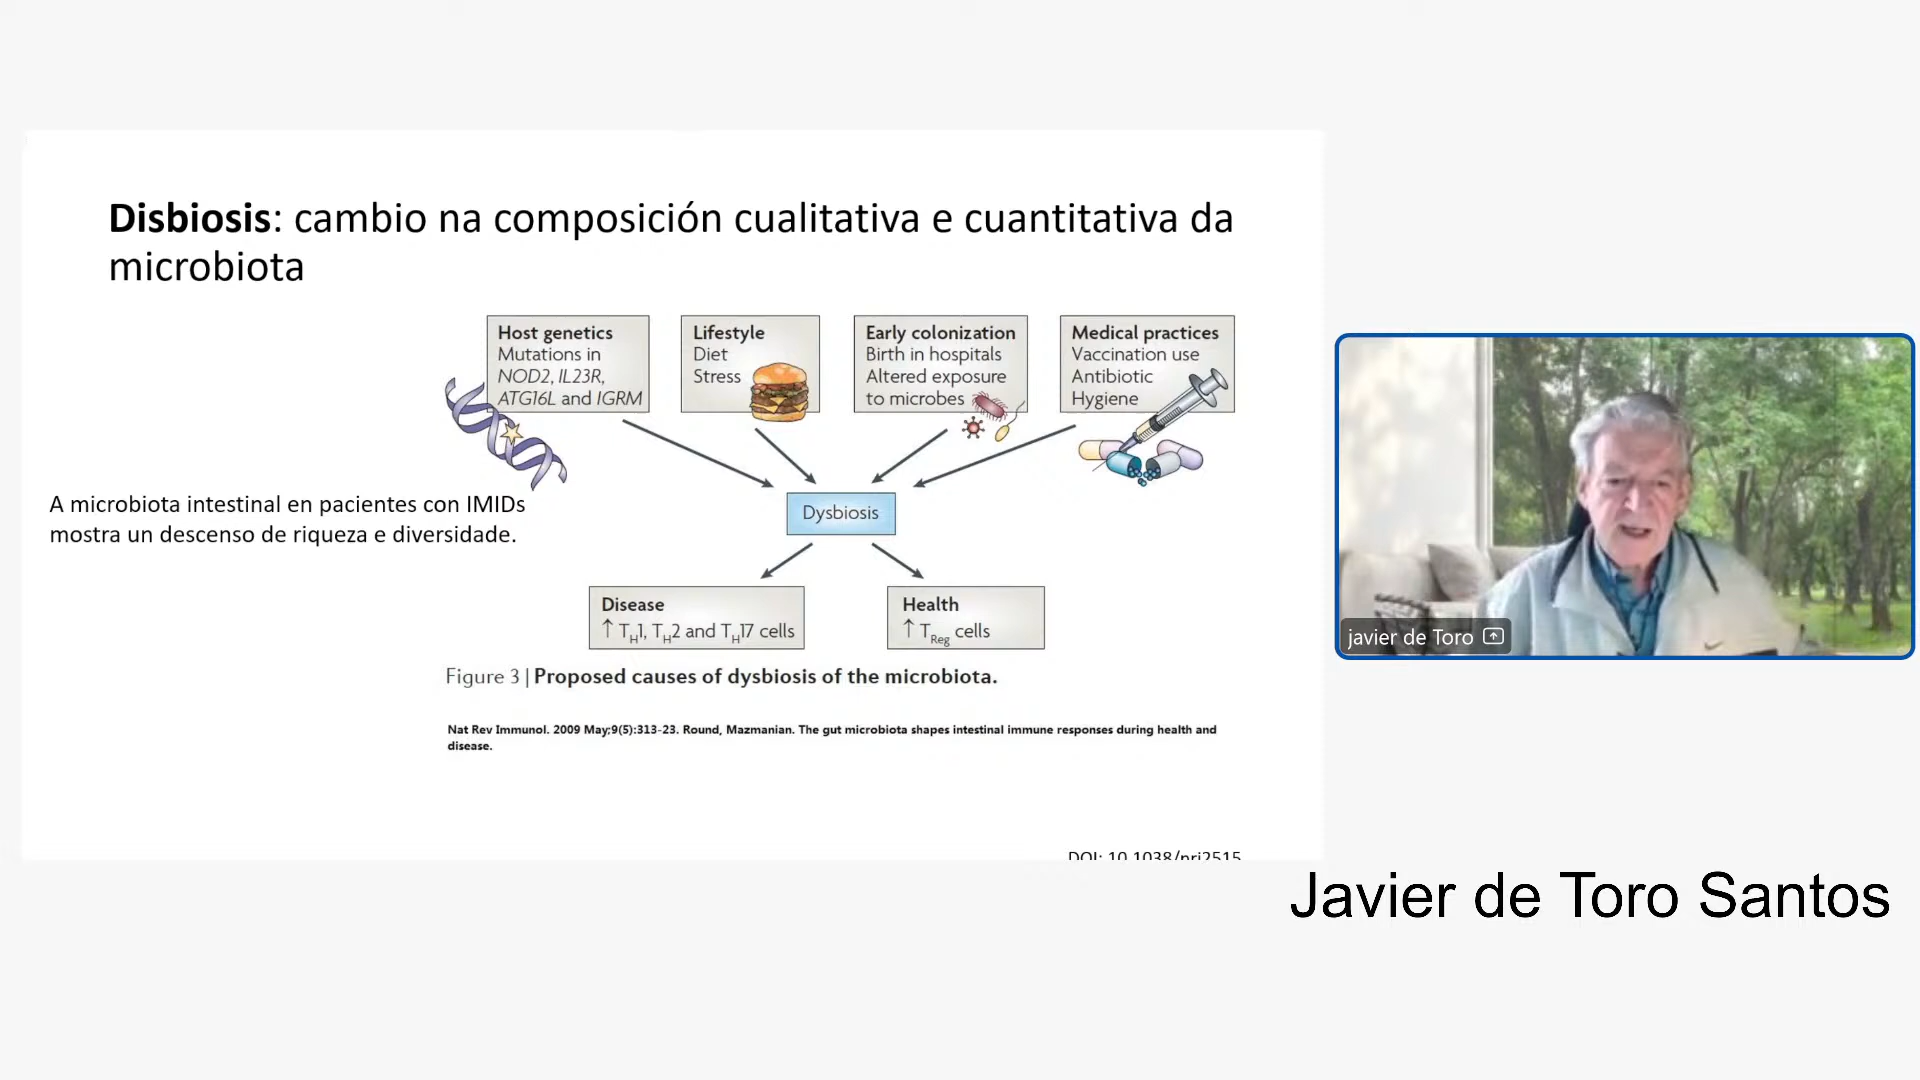 Disbiosis: cambio na composición cualitativa e cuantitativa da
microbiota
Host genetics
Mutations in
NOD2, IL23R,
ATG16L and IGRM
Lifestyle
Diet
Stress
Early colonization
Birth in hospitals
Altered exposure
to microbes
Medical practices
Vaccination use
Antibiotic
Hygiene
A microbiota intestinal en pacientes con IMIDs
mostra un descenso de riqueza e diversidade.
Dysbiosis
Disease
↑ TH1, TH2 and TH17 cells
Health
↑ TReg cells
Figure 3 | Proposed causes of dysbiosis of the microbiota.
Nat Rev Immunol. 2009 May;9(5):313-23. Round, Mazmanian. The gut microbiota shapes intestinal immune responses during health and
disease.
DOI: 10.1038/nri2515
javier de Toro
Javier de Toro Santos